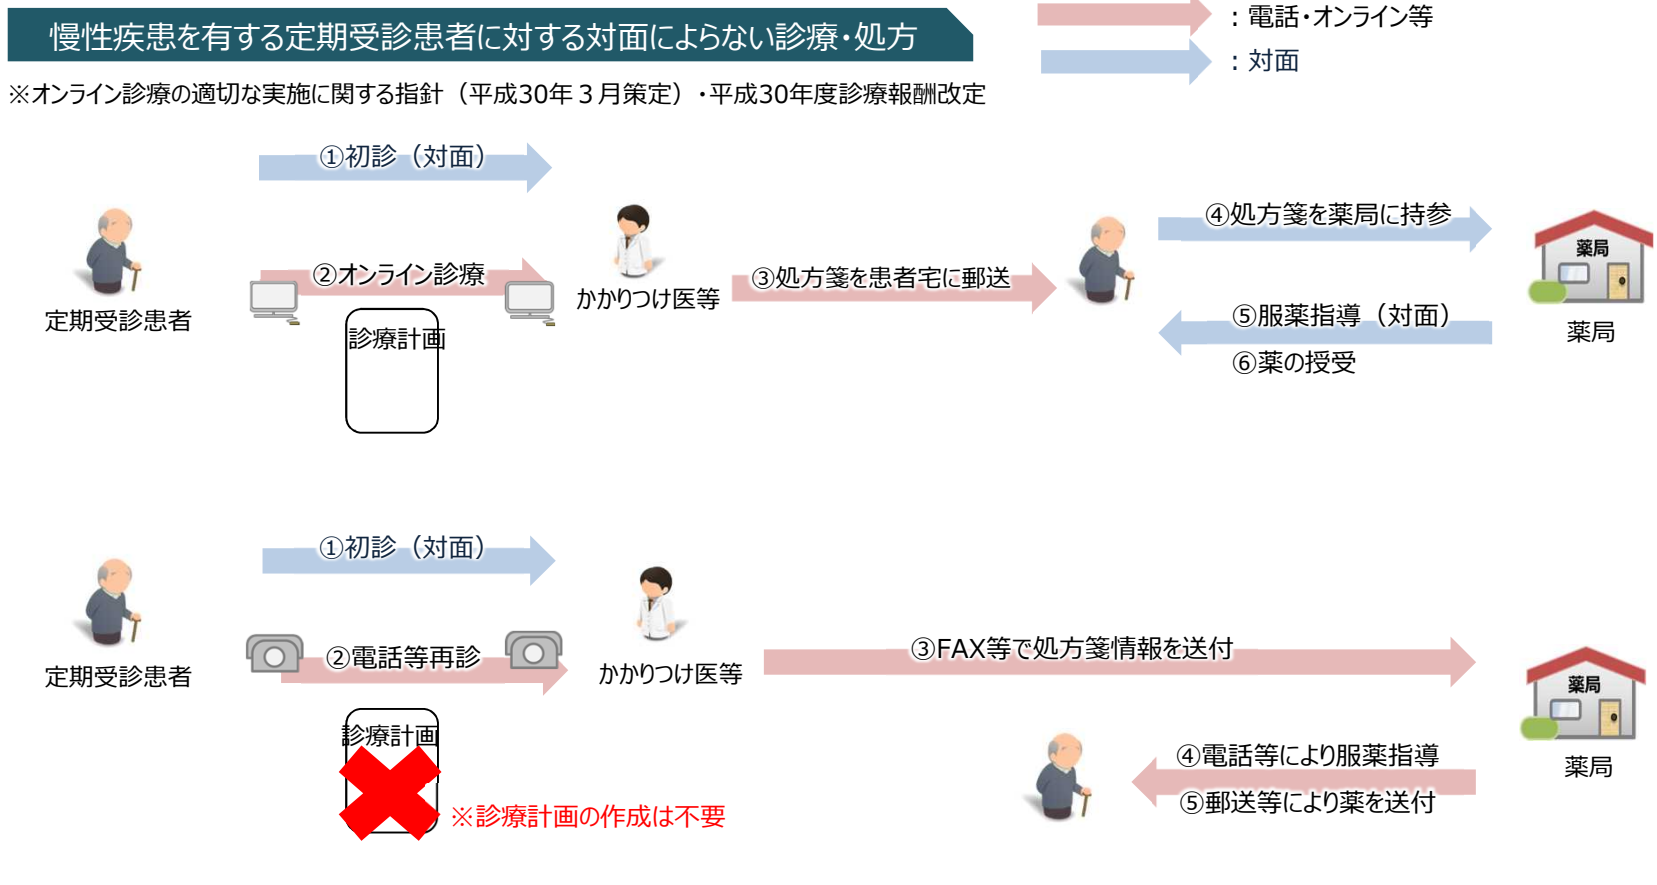 慢性疾患を有する定期受診患者に対する対面によらない診療・処方
：電話・オンライン等
：対面
※オンライン診療の適切な実施に関する指針（平成30年３月策定）・平成30年度診療報酬改定
①初診（対面）
②オンライン診療
診療計画
定期受診患者
かかりつけ医等
③処方箋を患者宅に郵送
④処方箋を薬局に持参
⑤服薬指導（対面）
⑥薬の授受
薬局
薬局
①初診（対面）
②電話等再診
診療計画
※診療計画の作成は不要
定期受診患者
かかりつけ医等
③FAX等で処方箋情報を送付
④電話等により服薬指導
⑤郵送等により薬を送付
薬局
薬局